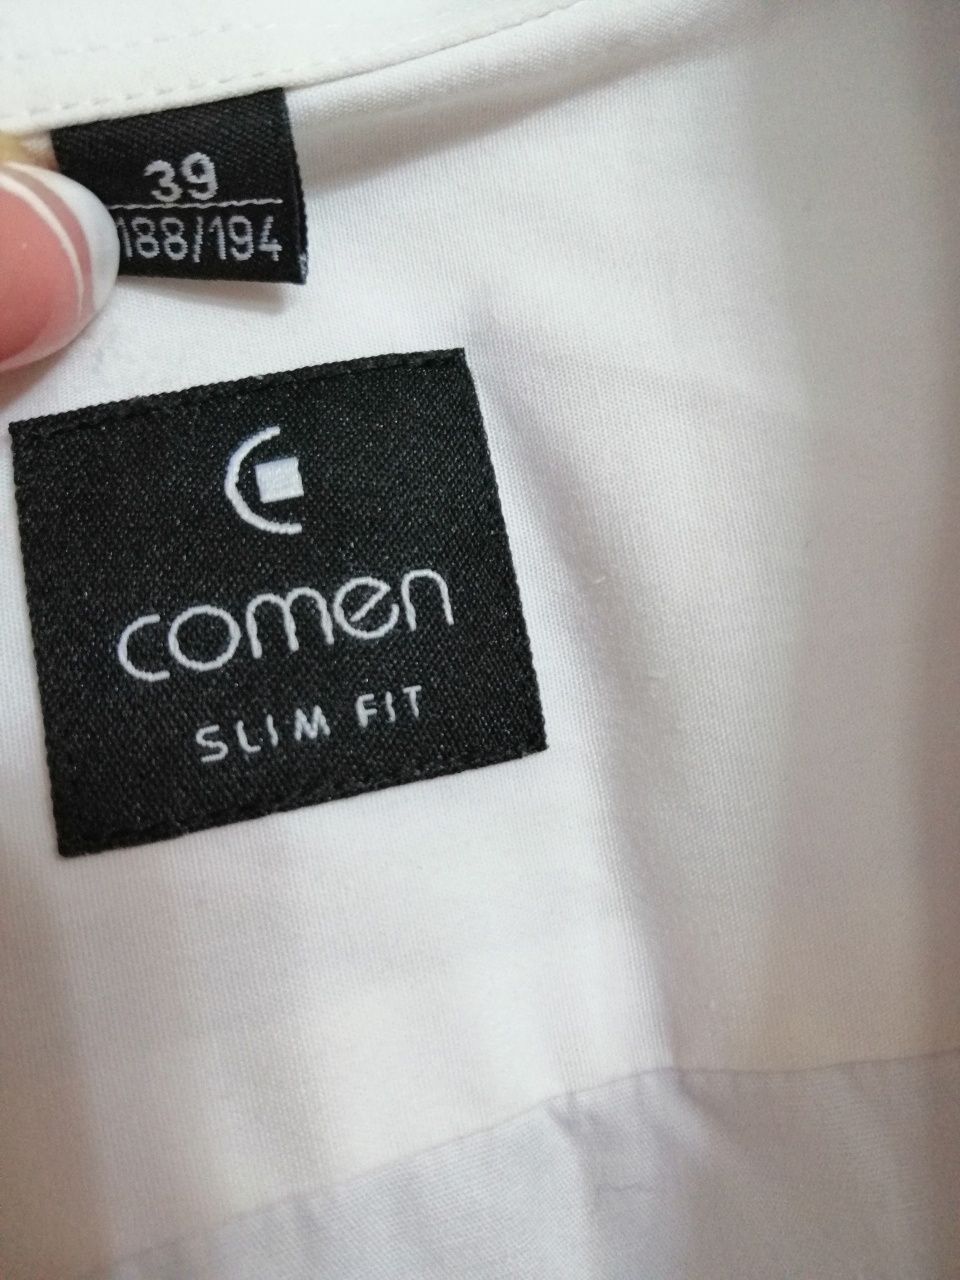 39
188/194
comen
SLIM FIT